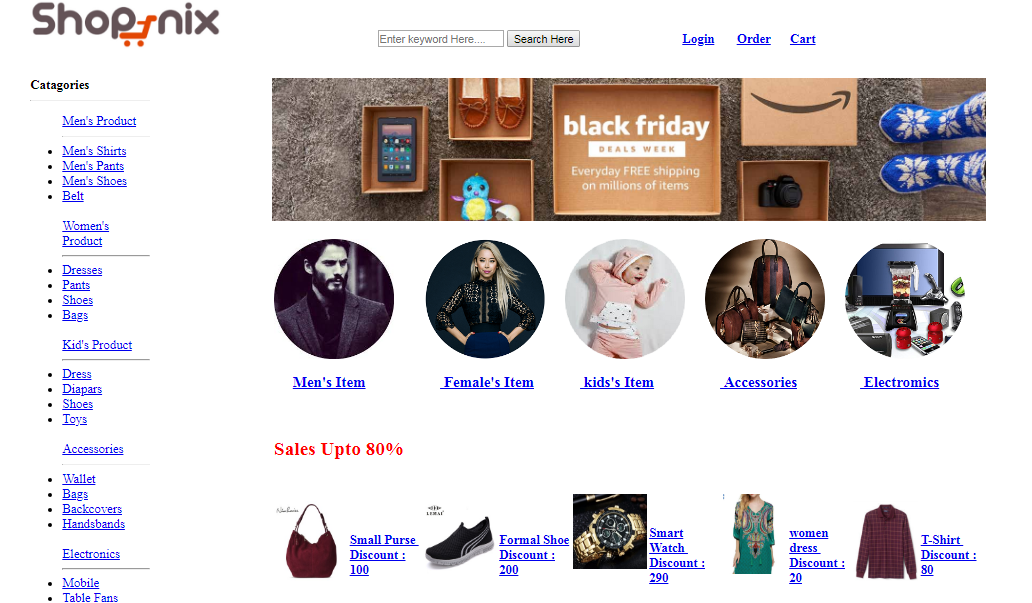 Shopnix
Enter keyword Here....
Search Here
Login
Order
Cart
Catagories
Men's Product
Men's Shirts
Men's Pants
Men's Shoes
Belt
Women's
Product
Dresses
Pants
Shoes
Bags
Kid's Product
Dress
Diapars
Shoes
Toys
Accessories
Wallet
Bags
Backcovers
Handsbands
Electronics
Mobile
Table Fans
black friday
DEALS WEEK
Everyday FREE shipping
on millions of items
Men's Item
Female's Item
kids's Item
Accessories
Electromics
Sales Upto 80%
Small Purse
Discount :
100
Formal Shoe
Discount :
200
Smart
Watch
Discount :
290
women
dress
Discount :
20
T-Shirt
Discount :
80